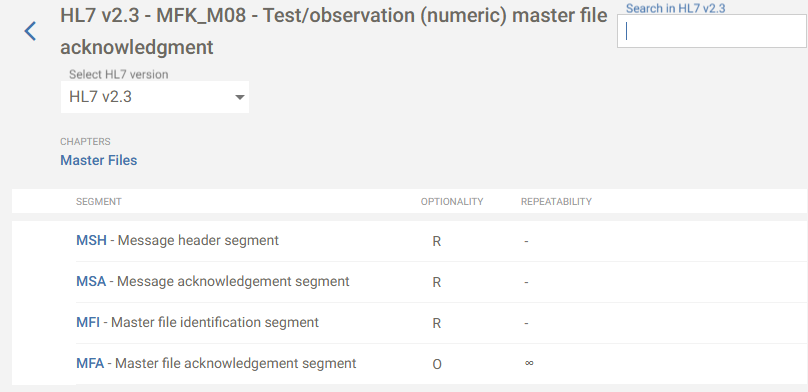 HL7 v2.3 - MFK_M08 - Test/observation (numeric) master file
acknowledgment
Search in HL7 v2.3
Select HL7 version
HL7 v2.3
CHAPTERS
Master Files
SEGMENT OPTIONALITY REPEATABILITY
MSH - Message header segment R -
MSA - Message acknowledgement segment R -
MFI - Master file identification segment R -
MFA - Master file acknowledgement segment O ∞